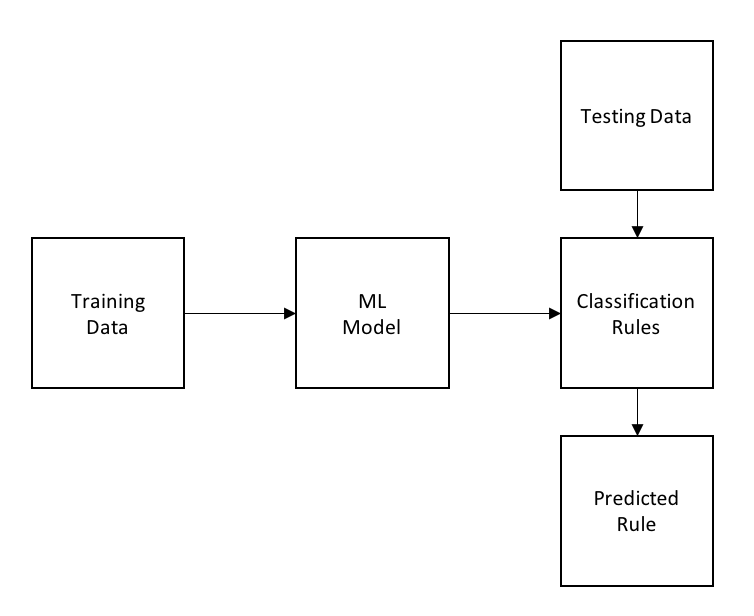 Testing Data
Training
Data
ML
Model
Classification
Rules
Predicted
Rule